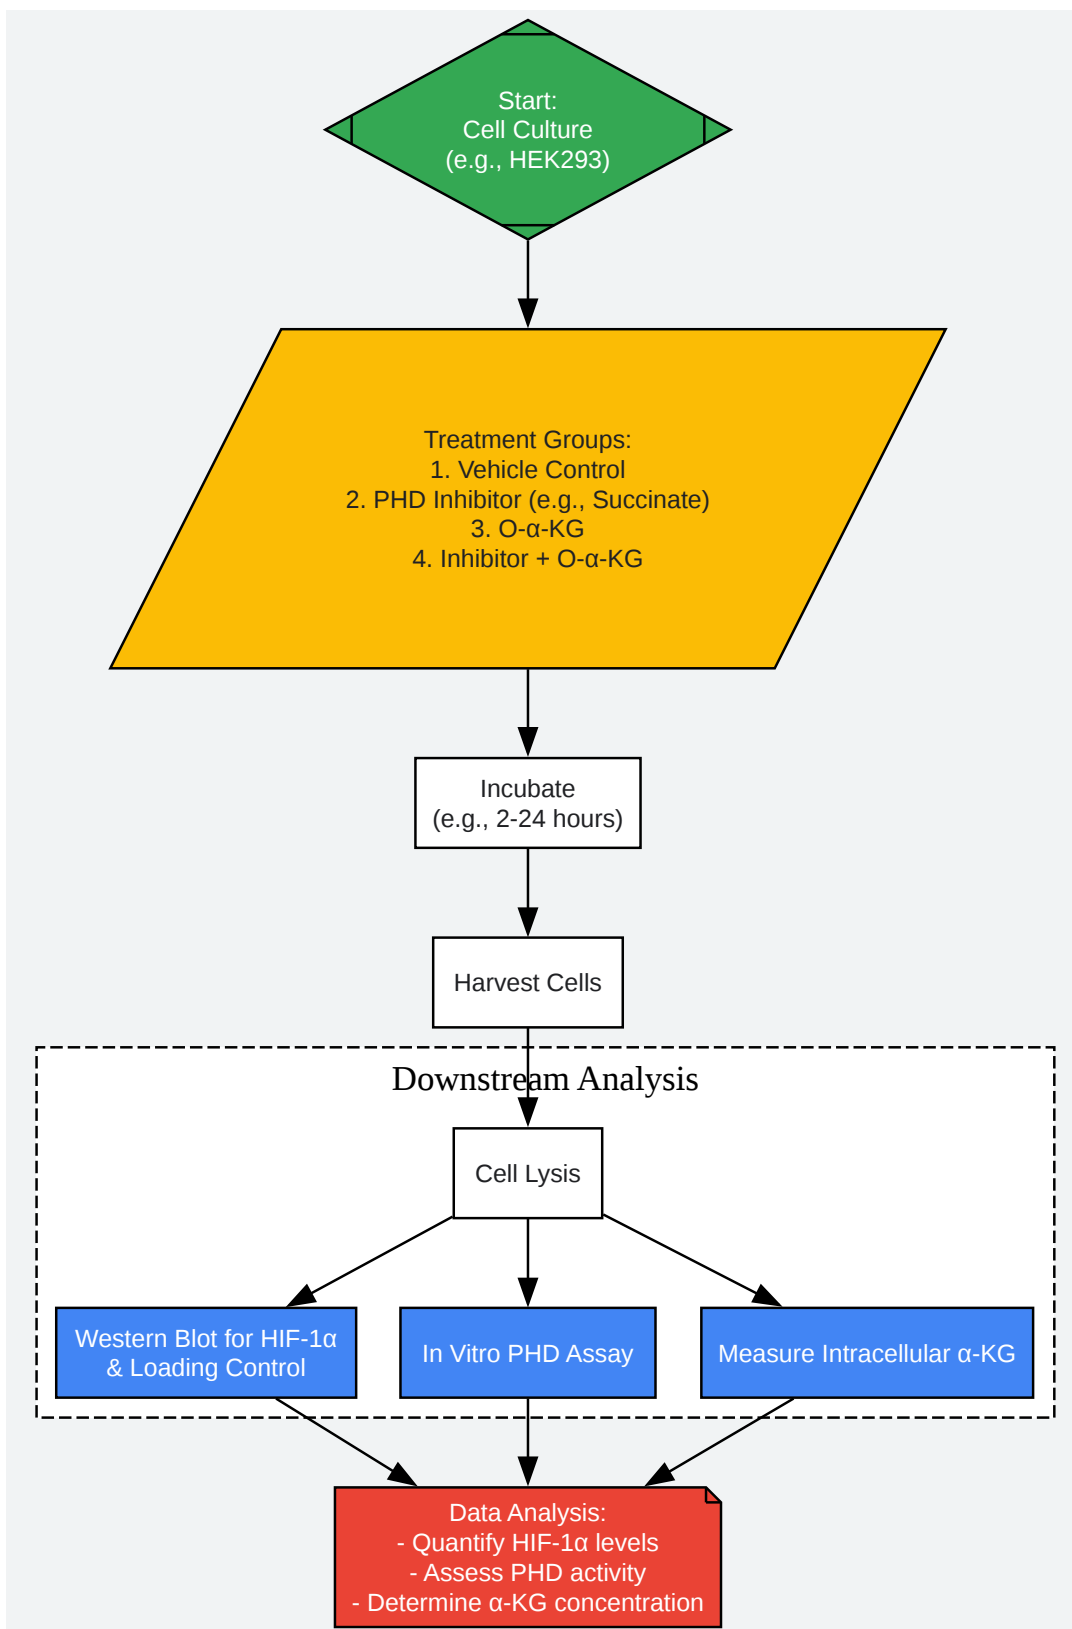 Start:
Cell Culture
(e.g., HEK293)
Treatment Groups:
1. Vehicle Control
2. PHD Inhibitor (e.g., Succinate)
3. O-α-KG
4. Inhibitor + O-α-KG
Incubate
(e.g., 2-24 hours)
Harvest Cells
Downstream Analysis
Cell Lysis
Western Blot for HIF-1α
& Loading Control
In Vitro PHD Assay
Measure Intracellular α-KG
Data Analysis:
- Quantify HIF-1α levels
- Assess PHD activity
- Determine α-KG concentration